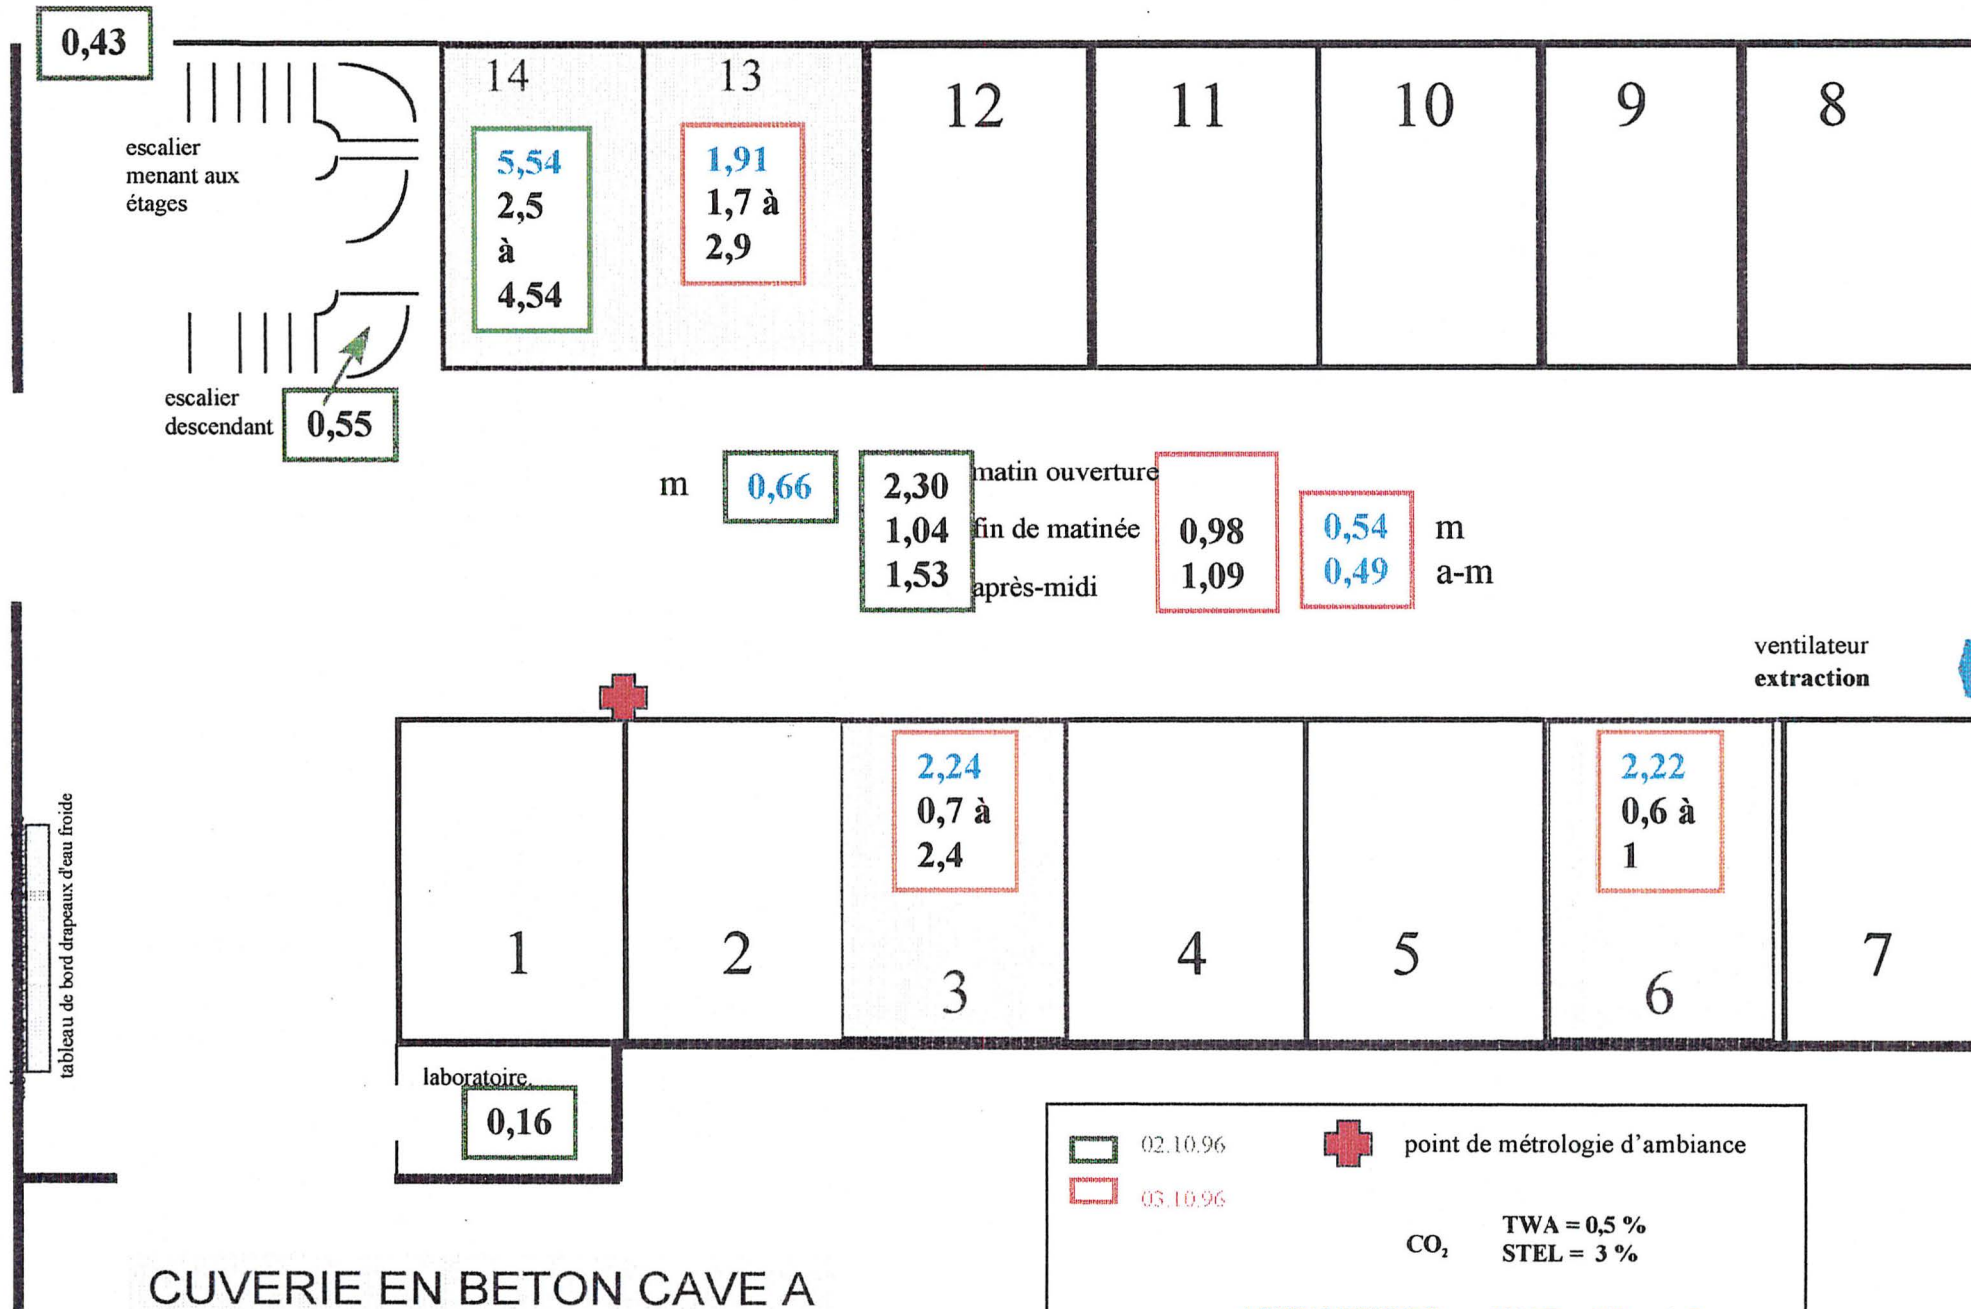 0,43
14
13
12
11
10
9
8
escalier
menant aux
étages
5,54
2,5
à
4,54
1,91
1,7 à
2,9
escalier
descendant
0,55
m
0,66
2,30
1,04
1,53
matin ouverture
fin de matinée
après-midi
0,98
1,09
0,54
0,49
m
a-m
ventilateur
extraction
2,24
0,7 à
2,4
2,22
0,6 à
1
1
2
3
4
5
6
7
tableau de bord drapeaux d'eau froide
laboratoire
0,16
02.10.96
03.10.96
point de métrologie d’ambiance
CO₂
TWA = 0,5 %
STEL = 3 %
CUVERIE EN BETON CAVE A